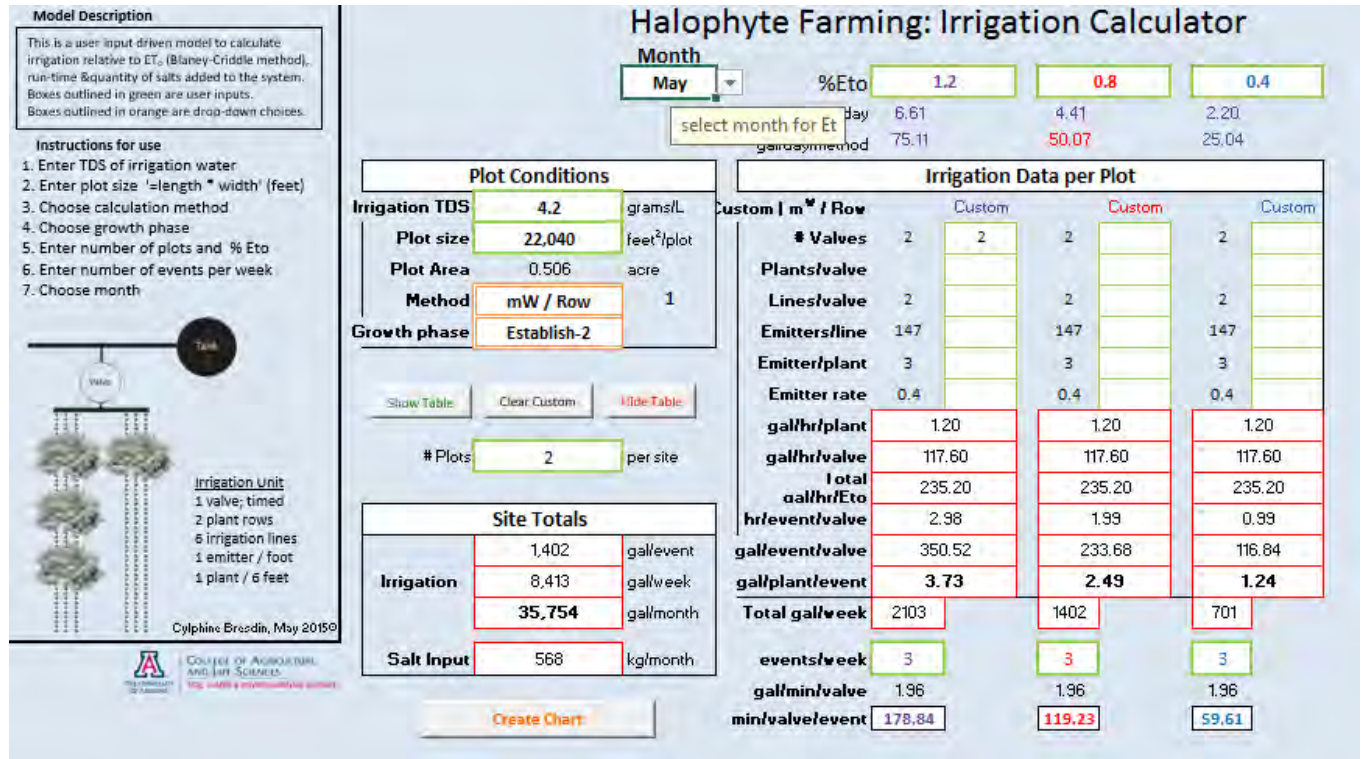 Model Description
This is a user input driven model to calculate
irrigation relative to ET₀ (Blaney-Criddle method),
run-time &quantity of salts added to the system.
Boxes outlined in green are user inputs.
Boxes outlined in orange are drop-down choices.
Instructions for use
1. Enter TDS of irrigation water
2. Enter plot size '=length * width' (feet)
3. Choose calculation method
4. Choose growth phase
5. Enter number of plots and % Eto
6. Enter number of events per week
7. Choose month
Tank
Valve
Irrigation Unit
1 valve; timed
2 plant rows
6 irrigation lines
1 emitter / foot
1 plant / 6 feet
Cylphine Bresdin, May 2015©
A
COLLEGE OF AGRICULTURE
AND LIFE SCIENCES
Halophyte Farming: Irrigation Calculator
Month
May
select month for Et
%Eto 1.2 0.8 0.4
day 6.61 4.41 2.20
gal/day/method 75.11 50.07 25.04
Plot Conditions
Irrigation TDS 4.2 grams/L
Plot size 22,040 feet²/plot
Plot Area 0.506 acre
Method mW / Row 1
Growth phase Establish-2
Show Table Clear Custom Hide Table
# Plots 2 per site
Site Totals
1,402 gal/event
Irrigation 8,413 gal/week
35,754 gal/month
Salt Input 568 kg/month
Create Chart
Irrigation Data per Plot
Custom | mʷ / Row Custom Custom Custom
# Valves 2 2 2 2
Plants/valve
Lines/valve 2 2 2
Emitters/line 147 147 147
Emitter/plant 3 3 3
Emitter rate 0.4 0.4 0.4
gal/hr/plant 1.20 1.20 1.20
gal/hr/valve 117.60 117.60 117.60
Total
gal/hr/Eto 235.20 235.20 235.20
hr/event/valve 2.98 1.99 0.99
gal/event/valve 350.52 233.68 116.84
gal/plant/event 3.73 2.49 1.24
Total gal/week 2103 1402 701
events/week 3 3 3
gal/min/valve 1.96 1.96 1.96
min/valve/event 178.84 119.23 59.61